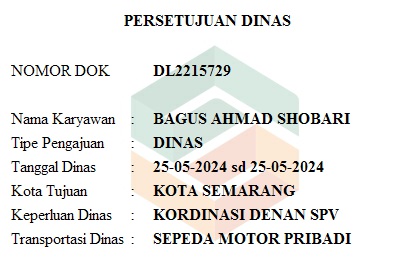 PERSETUJUAN DINAS
NOMOR DOK DL2215729
Nama Karyawan : BAGUS AHMAD SHOBARI
Tipe Pengajuan : DINAS
Tanggal Dinas : 25-05-2024 sd 25-05-2024
Kota Tujuan : KOTA SEMARANG
Keperluan Dinas : KORDINASI DENAN SPV
Transportasi Dinas : SEPEDA MOTOR PRIBADI